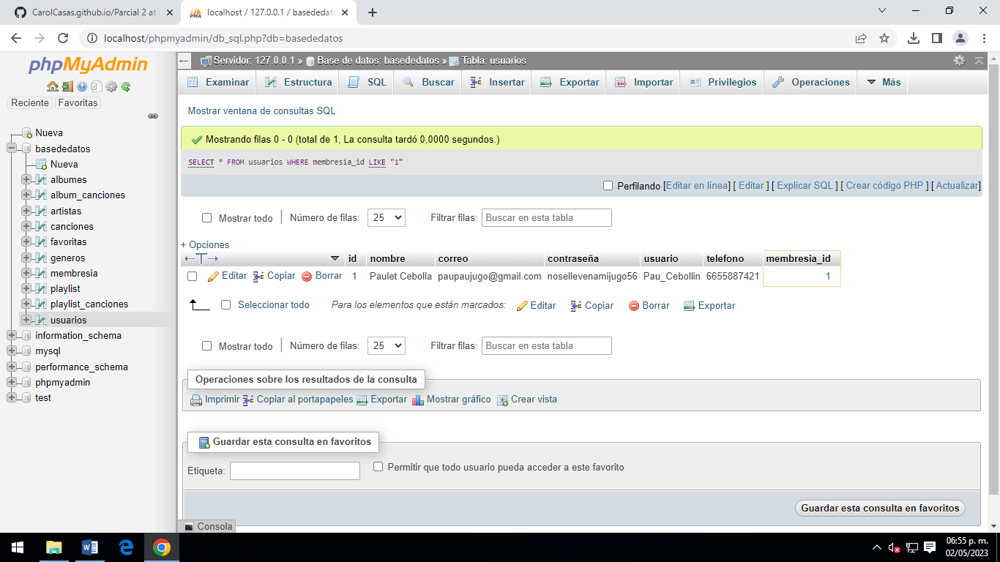 CarolCasas.github.io/Parcial 2 at
localhost / 127.0.0.1 / basededato
localhost/phpmyadmin/db_sql.php?db=basededatos
phpMyAdmin
Reciente Favoritas
Nueva
basededatos
Nueva
albumes
album_canciones
artistas
canciones
favoritas
generos
membresia
playlist
playlist_canciones
usuarios
information_schema
mysql
performance_schema
phpmyadmin
test
Servidor: 127.0.0.1 » Base de datos: basededatos » Tabla: usuarios
Examinar Estructura SQL Buscar Insertar Exportar Importar Privilegios Operaciones Más
Mostrar ventana de consultas SQL
Mostrando filas 0 - 0 (total de 1, La consulta tardó 0,0000 segundos.)
SELECT * FROM usuarios WHERE membresia_id LIKE "1"
Perfilando [Editar en línea] [ Editar ] [ Explicar SQL ] [ Crear código PHP ] [ Actualizar]
Mostrar todo | Número de filas: 25 Filtrar filas: Buscar en esta tabla
+ Opciones
←T→ id nombre correo contraseña usuario telefono membresia_id
Editar Copiar Borrar 1 Paulet Cebolla paupaujugo@gmail.com nosellevenamijugo56 Pau_Cebollin 6655887421 1
Seleccionar todo Para los elementos que están marcados: Editar Copiar Borrar Exportar
Mostrar todo | Número de filas: 25 Filtrar filas: Buscar en esta tabla
Operaciones sobre los resultados de la consulta
Imprimir Copiar al portapapeles Exportar Mostrar gráfico Crear vista
Guardar esta consulta en favoritos
Etiqueta: Permitir que todo usuario pueda acceder a este favorito
Guardar esta consulta en favoritos
Consola
06:55 p. m.
02/05/2023